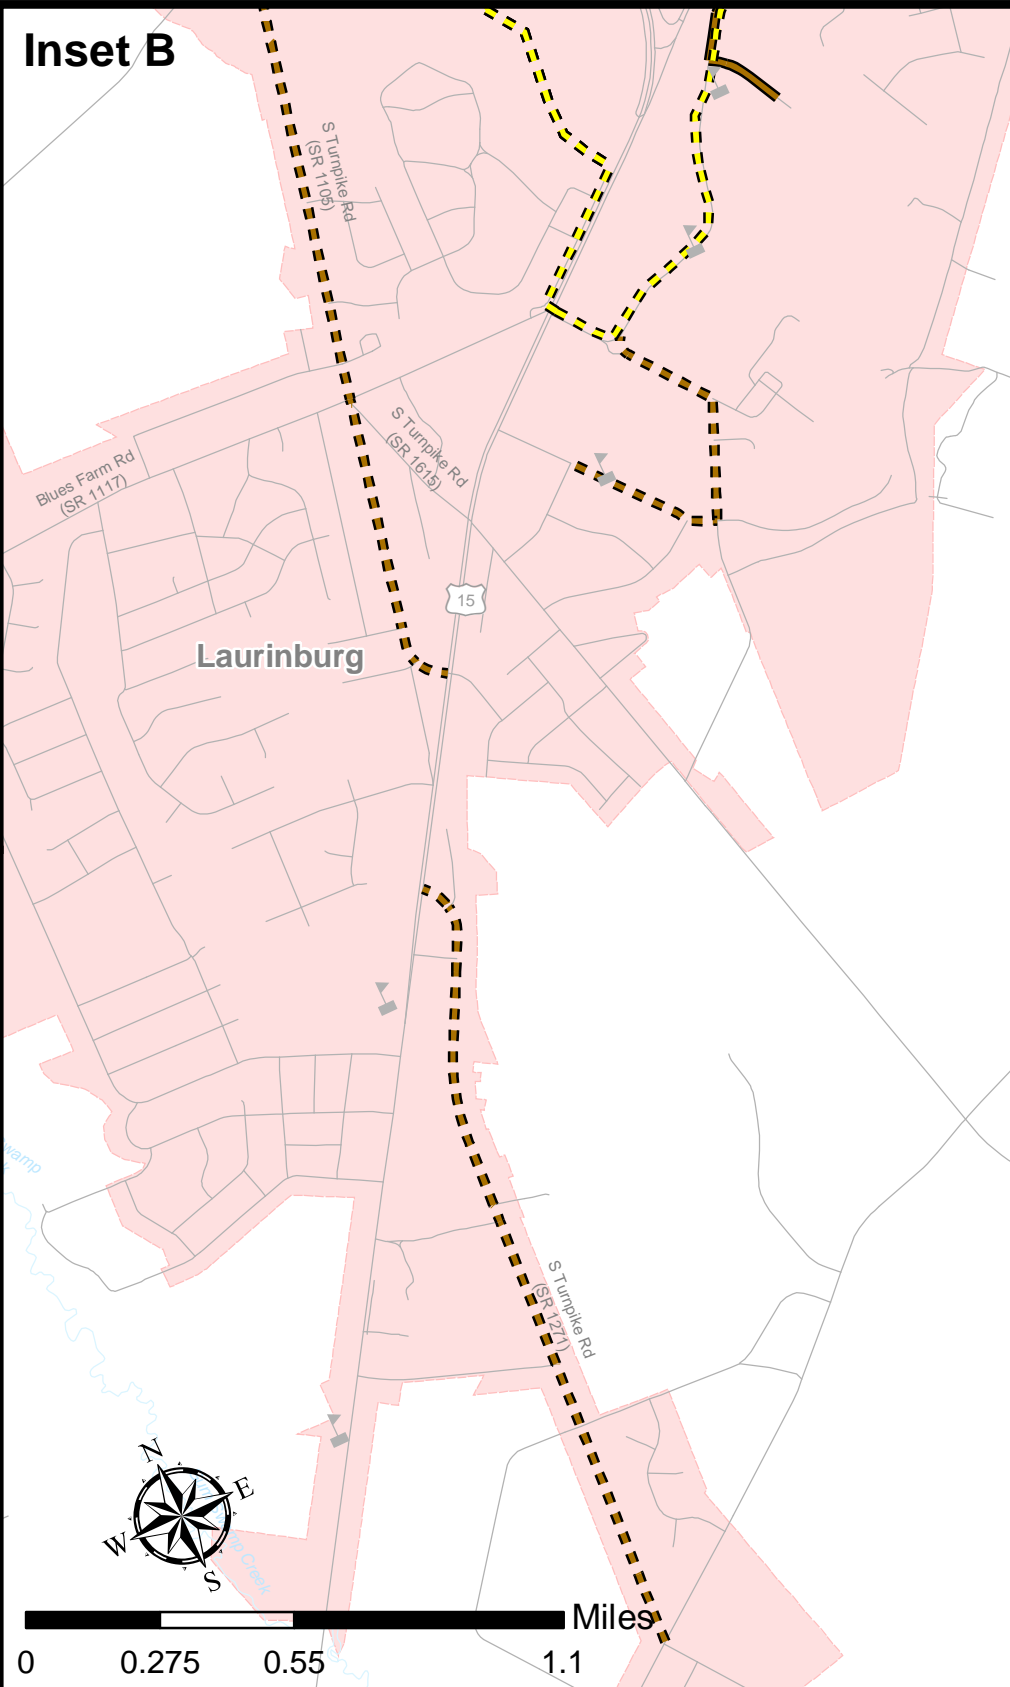 Inset B
S Turnpike Rd
(SR 1105)
S Turnpike Rd
(SR 1615)
Blues Farm Rd
(SR 1117)
15
Laurinburg
S Turnpike Rd
(SR 1271)
N
E
W
S
Creek
Miles
0
0.275
0.55
1.1